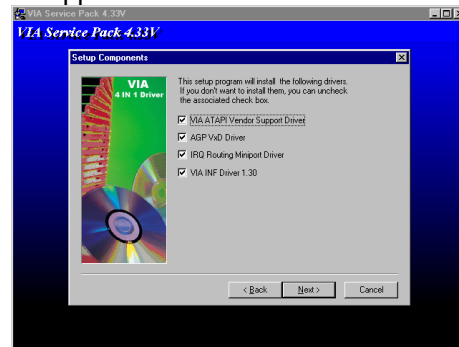 VIA Service Pack 4.33V
VIA Service Pack 4.33V
Setup Components
VIA
4 IN 1 Driver
This setup program will install the following drivers.
If you don't want to install them, you can uncheck
the associated check box.
VIA ATAPI Vendor Support Driver
AGP VxD Driver
IRQ Routing Miniport Driver
VIA INF Driver 1.30
< Back
Next >
Cancel